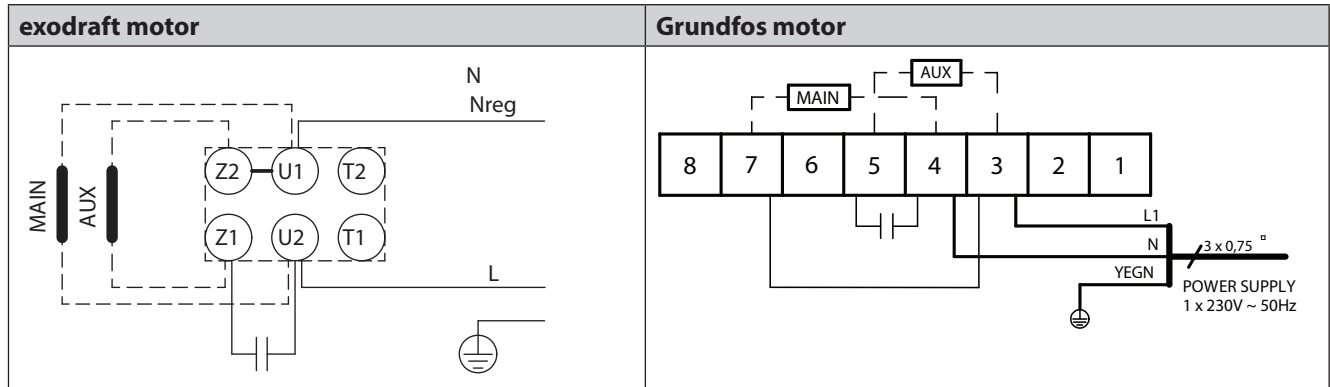 exodraft motor
N
Nreg
Z2 U1 T2
MAIN
AUX
Z1 U2 T1
L
Grundfos motor
AUX
MAIN
8 7 6 5 4 3 2 1
L1
N
3 x 0,75 ¤
YEGN
POWER SUPPLY
1 x 230V ~ 50Hz